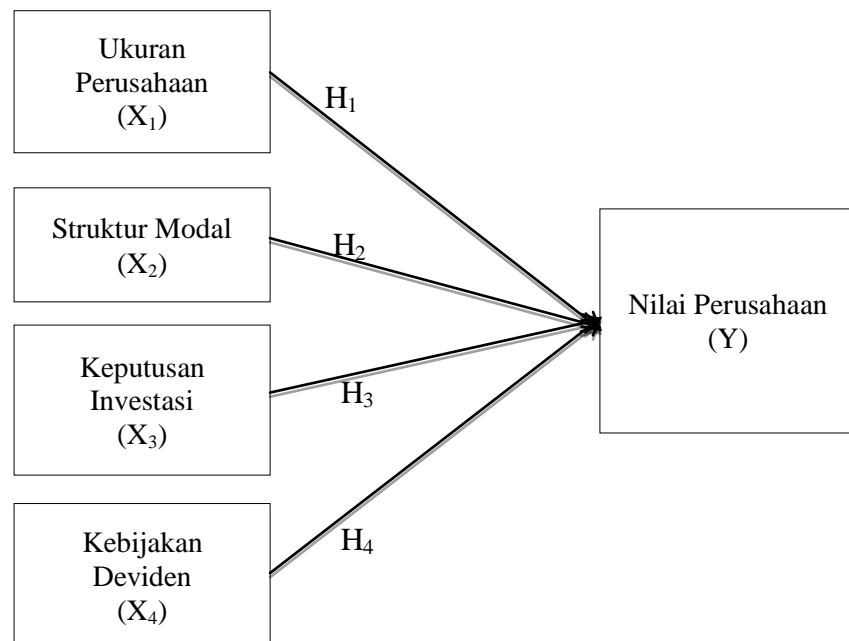 Ukuran
Perusahaan
(X₁)
H₁
Struktur Modal
(X₂)
H₂
Nilai Perusahaan
(Y)
Keputusan
Investasi
(X₃)
H₃
Kebijakan
Deviden
(X₄)
H₄